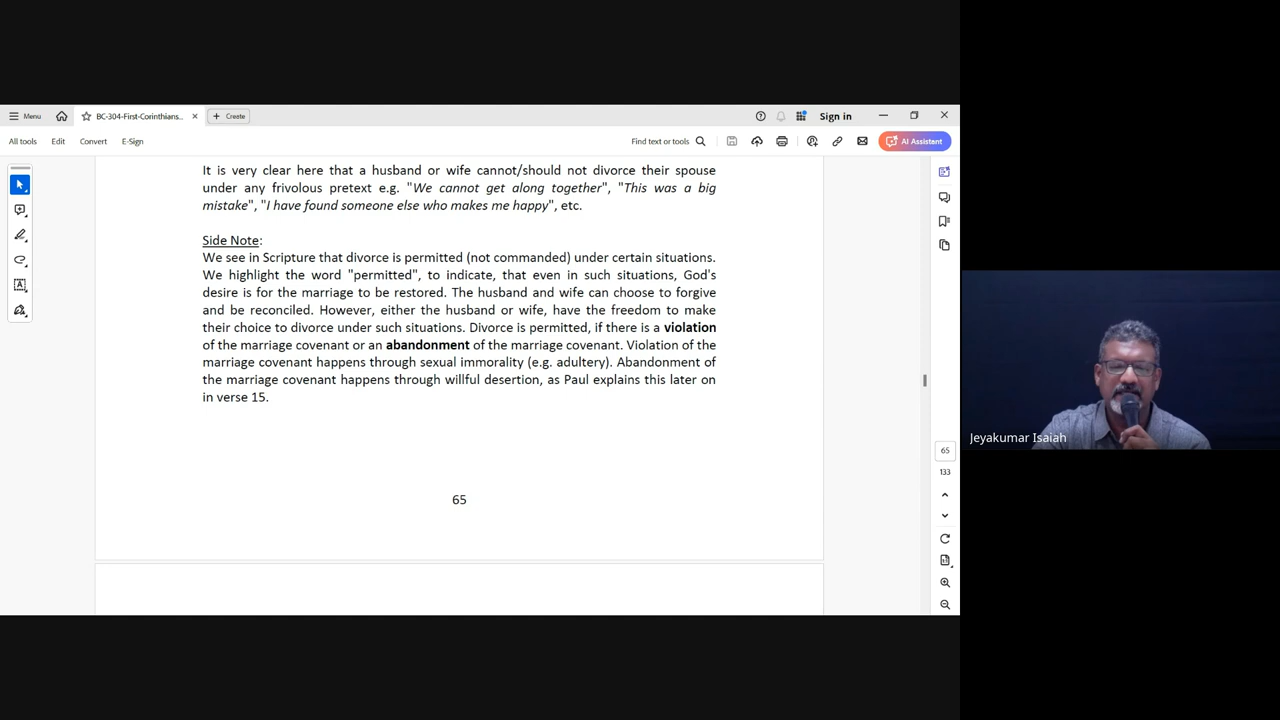 Menu
BC-304-First-Corinthians...
Create
Sign in
All tools
Edit
Convert
E-Sign
Find text or tools
AI Assistant
It is very clear here that a husband or wife cannot/should not divorce their spouse
under any frivolous pretext e.g. "We cannot get along together", "This was a big
mistake", "I have found someone else who makes me happy", etc.
Side Note:
We see in Scripture that divorce is permitted (not commanded) under certain situations.
We highlight the word "permitted", to indicate, that even in such situations, God's
desire is for the marriage to be restored. The husband and wife can choose to forgive
and be reconciled. However, either the husband or wife, have the freedom to make
their choice to divorce under such situations. Divorce is permitted, if there is a violation
of the marriage covenant or an abandonment of the marriage covenant. Violation of the
marriage covenant happens through sexual immorality (e.g. adultery). Abandonment of
the marriage covenant happens through willful desertion, as Paul explains this later on
in verse 15.
65
65
133
Jeyakumar Isaiah